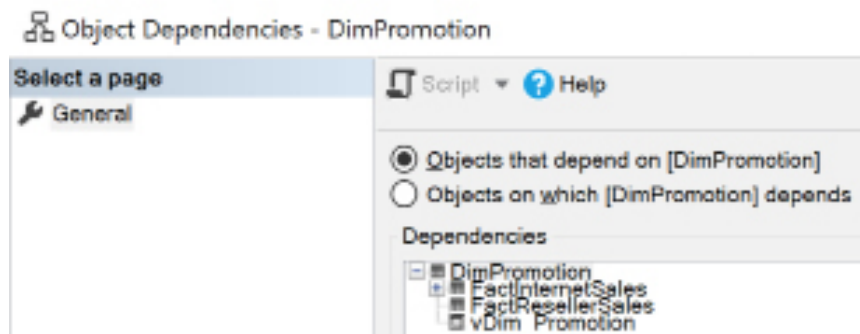 Object Dependencies - DimPromotion
Select a page
General
Script Help
Objects that depend on [DimPromotion]
Objects on which [DimPromotion] depends
Dependencies
DimPromotion
FactInternetSales
FactResellerSales
vDim_Promotion